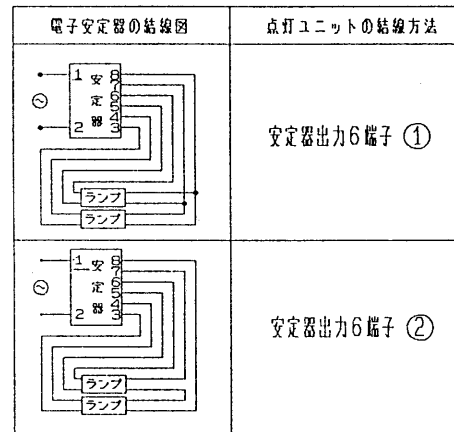 電子安定器の結線図
点灯ユニットの結線方法
1 安定器 8
7
6
5
4
2 3
ランプ
ランプ
安定器出力6端子 ①
1 安定器 8
7
6
5
4
2 3
ランプ
ランプ
安定器出力6端子 ②